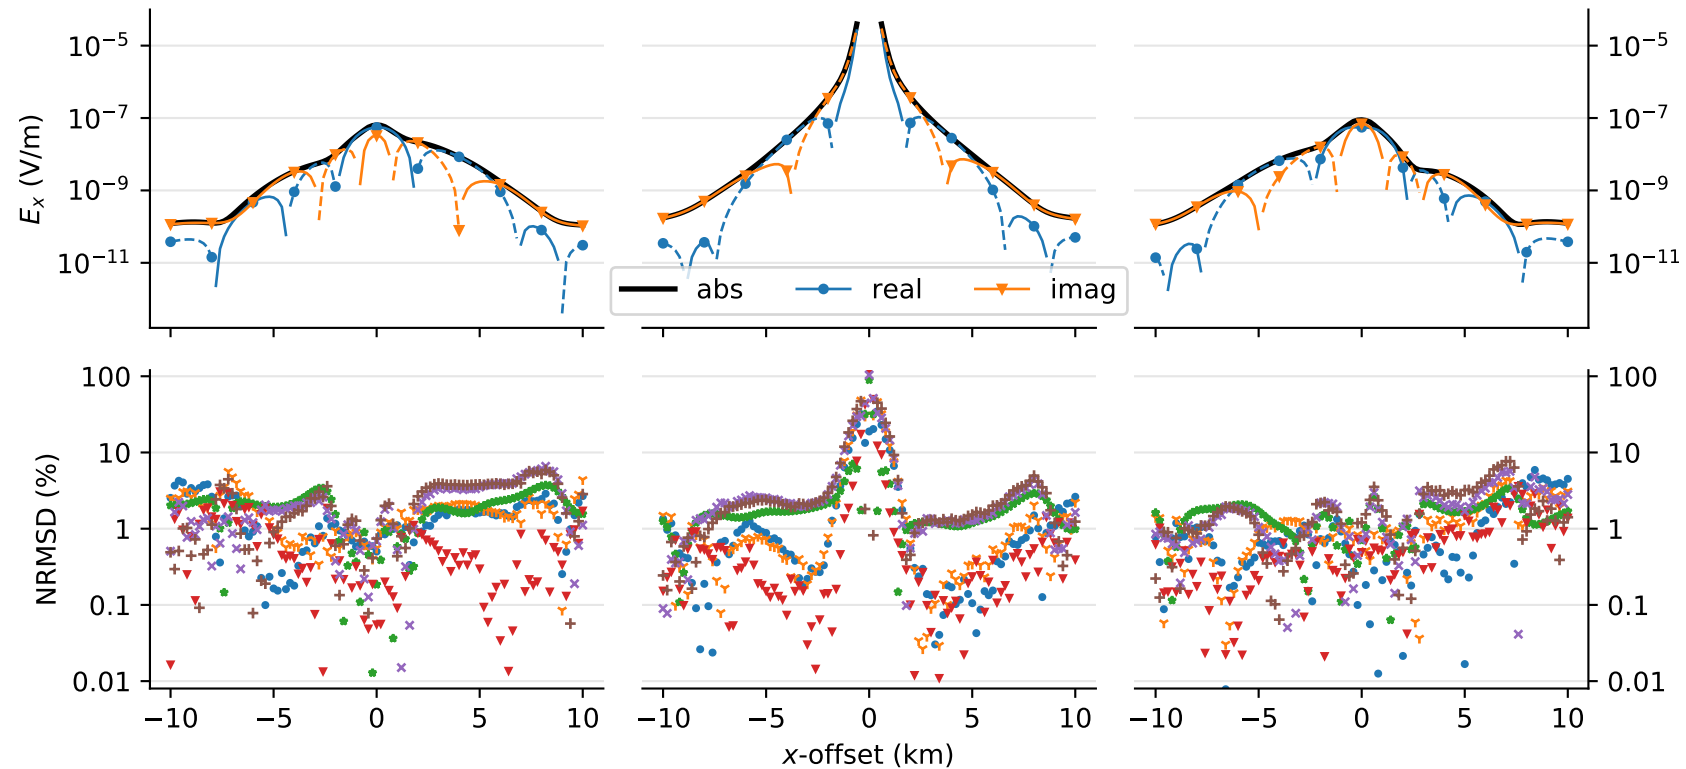 10⁻⁵ 10⁻⁵
10⁻⁷ 10⁻⁷
10⁻⁹ 10⁻⁹
10⁻¹¹ 10⁻¹¹
Eₓ (V/m)
abs real imag
100 100
10 10
1 1
0.1 0.1
0.01 0.01
NRMSD (%)
−10 −5 0 5 10 −10 −5 0 5 10 −10 −5 0 5 10
x-offset (km)